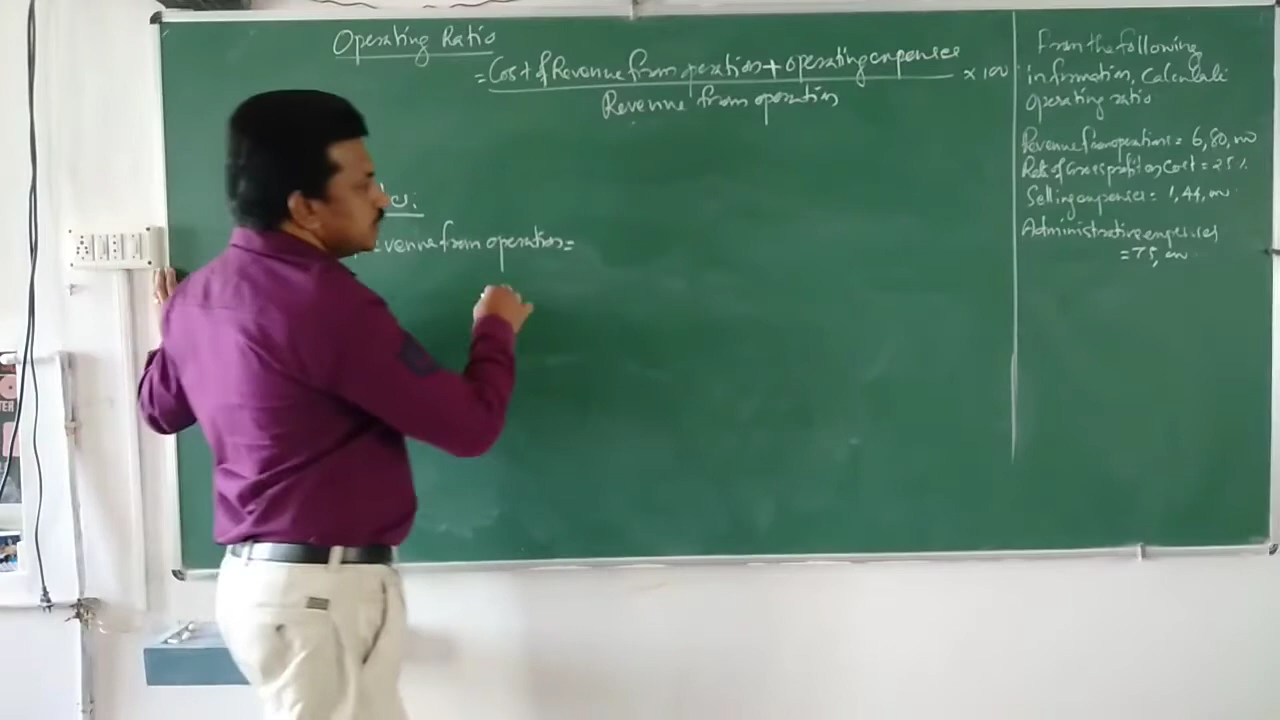 Operating Ratio
= Cost of Revenue from operation + operating expenses × 100
Revenue from operation
evenue from operation =
From the following
information, Calculate
operating ratio
Revenue from operations = 6,80,000
Rate of Gross profit on Cost = 25%
Selling expenses = 1,44,000
Administrative expenses
= 75,000
TER